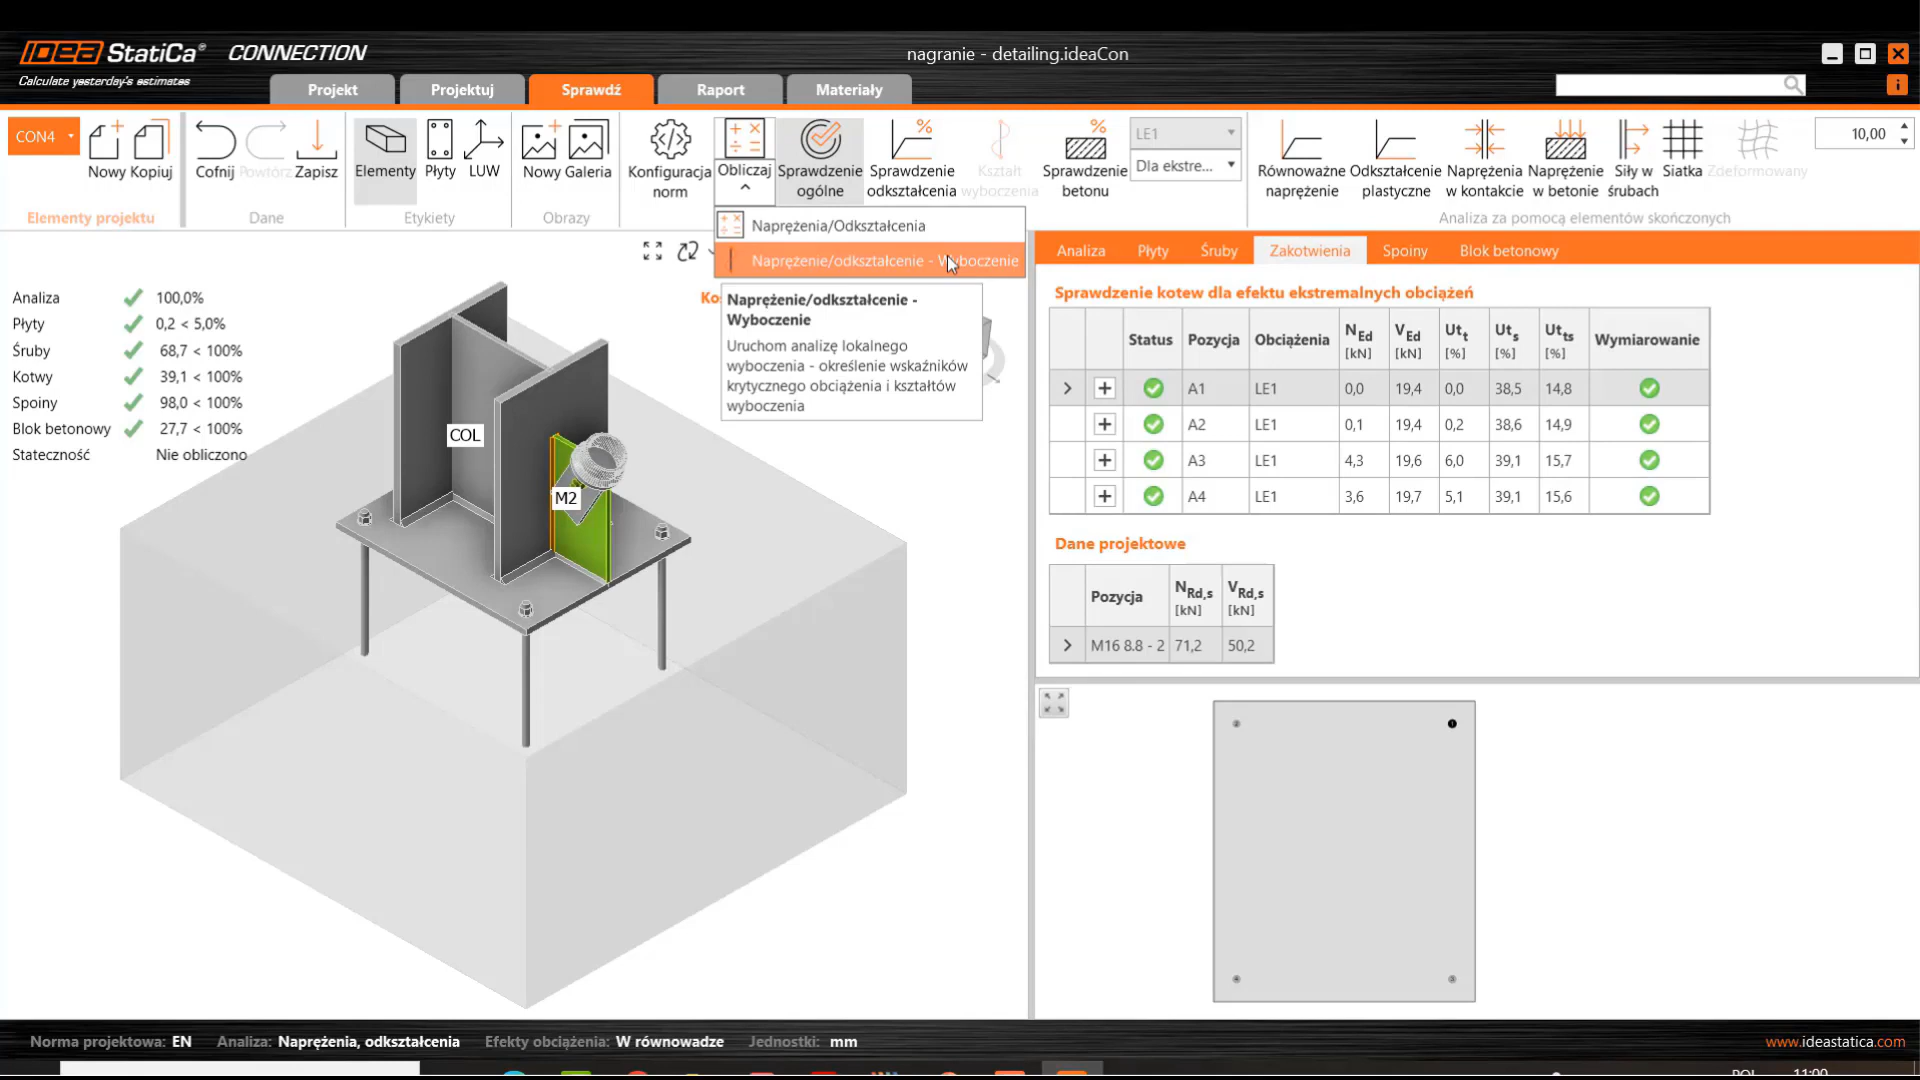 IDEA StatiCa® CONNECTION
Calculate yesterday's estimates
nagranie - detailing.ideaCon
Projekt Projektuj Sprawdź Raport Materiały
i
CON4
Nowy Kopiuj
Elementy projektu
Cofnij Powtórz Zapisz
Dane
Elementy Płyty LUW
Etykiety
Nowy Galeria
Obrazy
Konfiguracja norm
Obliczaj
Sprawdzenie ogólne
Sprawdzenie odkształcenia
Kształt wyboczenia
Sprawdzenie betonu
LE1
Dla ekstre...
Równoważne naprężenie
Odkształcenie plastyczne
Naprężenia w kontakcie
Naprężenie w betonie
Siły w śrubach
Siatka
Zdeformowany
10,00
Analiza za pomocą elementów skończonych
Naprężenia/Odkształcenia
Naprężenie/odkształcenie - Wyboczenie
Ko
Naprężenie/odkształcenie -
Wyboczenie
Uruchom analizę lokalnego
wyboczenia - określenie wskaźników
krytycznego obciążenia i kształtów
wyboczenia
Analiza 100,0%
Płyty 0,2 < 5,0%
Śruby 68,7 < 100%
Kotwy 39,1 < 100%
Spoiny 98,0 < 100%
Blok betonowy 27,7 < 100%
Stateczność Nie obliczono
COL
M2
Analiza Płyty Śruby Zakotwienia Spoiny Blok betonowy
Sprawdzenie kotew dla efektu ekstremalnych obciążeń
Status Pozycja Obciążenia NEd [kN] VEd [kN] Utt [%] Uts [%] Utts [%] Wymiarowanie
A1 LE1 0,0 19,4 0,0 38,5 14,8
A2 LE1 0,1 19,4 0,2 38,6 14,9
A3 LE1 4,3 19,6 6,0 39,1 15,7
A4 LE1 3,6 19,7 5,1 39,1 15,6
Dane projektowe
Pozycja NRd,s [kN] VRd,s [kN]
M16 8.8 - 2 71,2 50,2
Norma projektowa: EN Analiza: Naprężenia, odkształcenia Efekty obciążenia: W równowadze Jednostki: mm
www.ideastatica.com